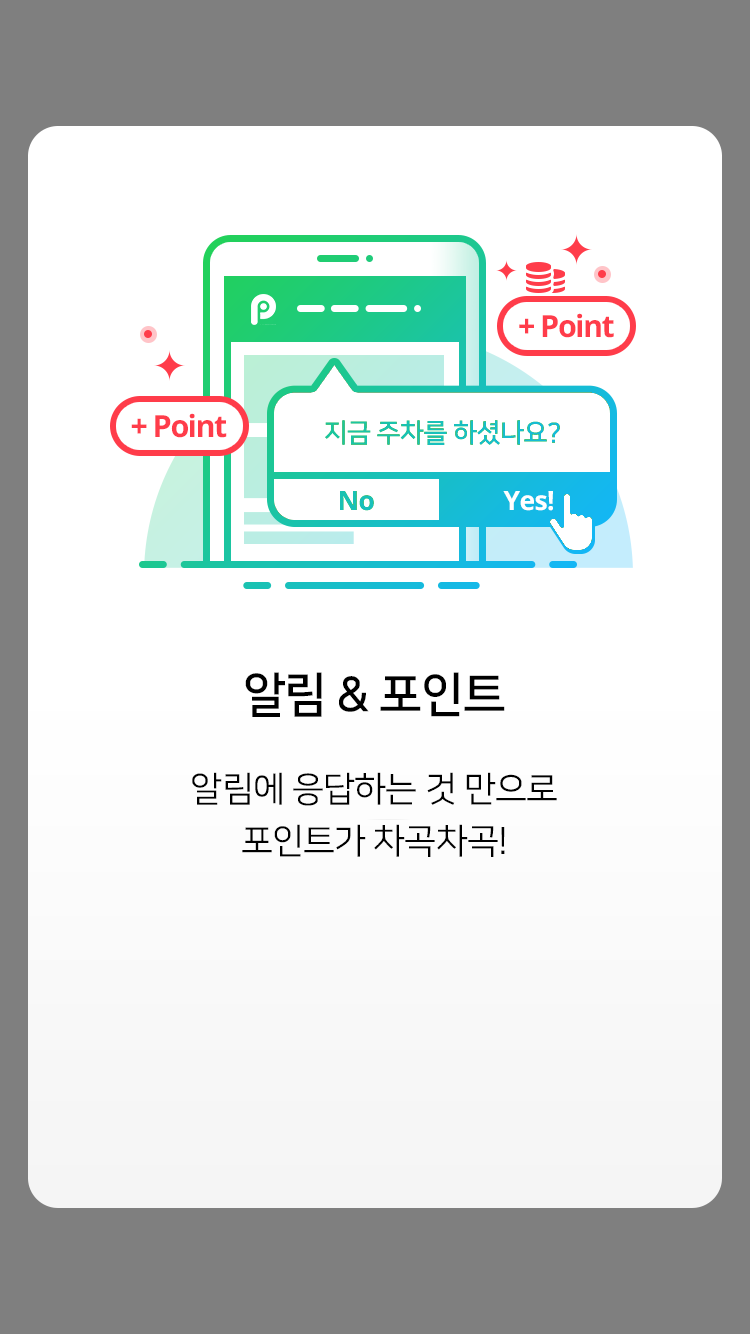 + Point
+ Point
지금 주차를 하셨나요?
No
Yes!
알림 & 포인트
알림에 응답하는 것 만으로
포인트가 차곡차곡!